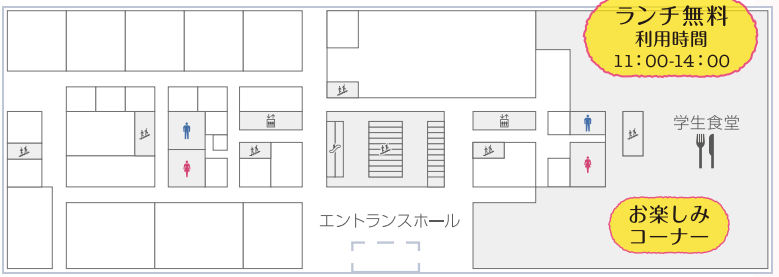 ランチ無料
利用時間
11：00-14：00
学生食堂
お楽しみ
コーナー
エントランスホール